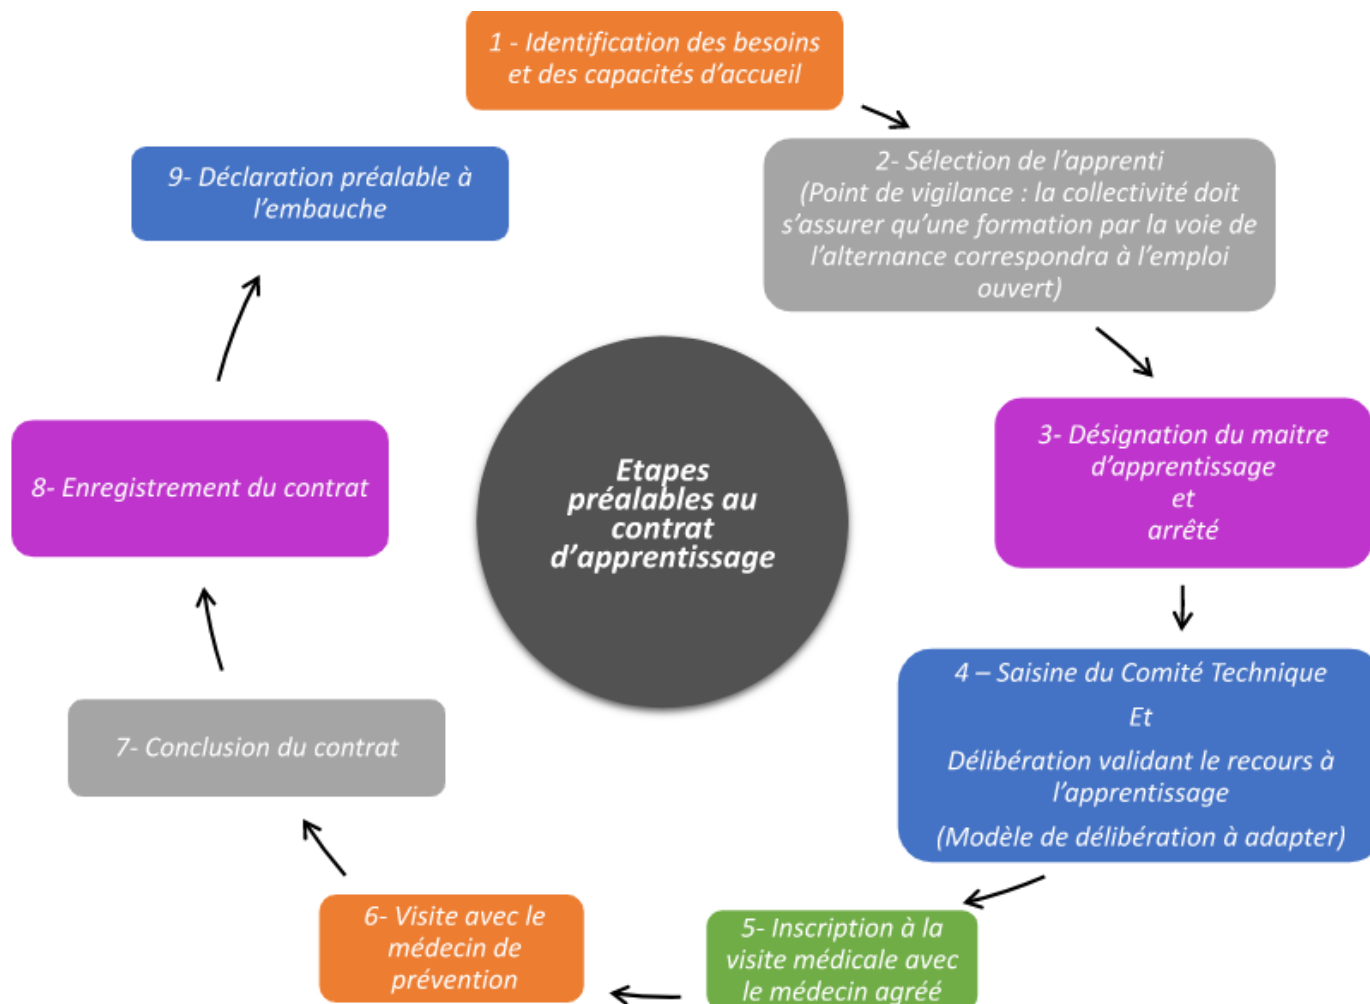 1 - Identification des besoins
et des capacités d’accueil
2- Sélection de l’apprenti
(Point de vigilance : la collectivité doit
s’assurer qu’une formation par la voie de
l’alternance correspondra à l’emploi
ouvert)
3- Désignation du maitre
d’apprentissage
et
arrêté
4 – Saisine du Comité Technique
Et
Délibération validant le recours à
l’apprentissage
(Modèle de délibération à adapter)
5- Inscription à la
visite médicale avec
le médecin agréé
6- Visite avec le
médecin de
prévention
7- Conclusion du contrat
8- Enregistrement du contrat
9- Déclaration préalable à
l’embauche
Etapes
préalables au
contrat
d’apprentissage